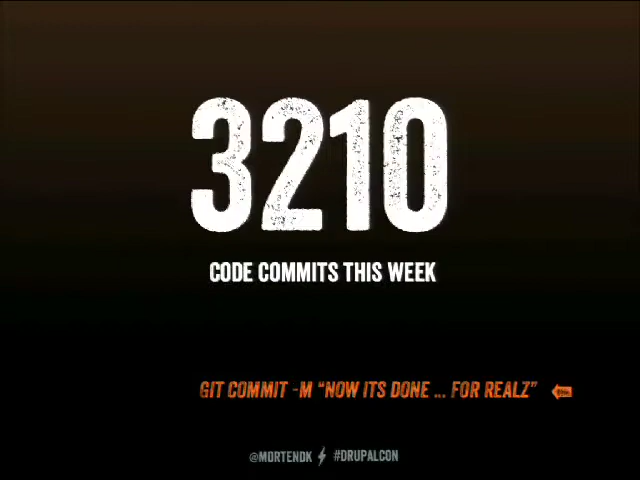 3210
CODE COMMITS THIS WEEK
GIT COMMIT -M "NOW ITS DONE ... FOR REALZ"
@MORTENDK #DRUPALCON